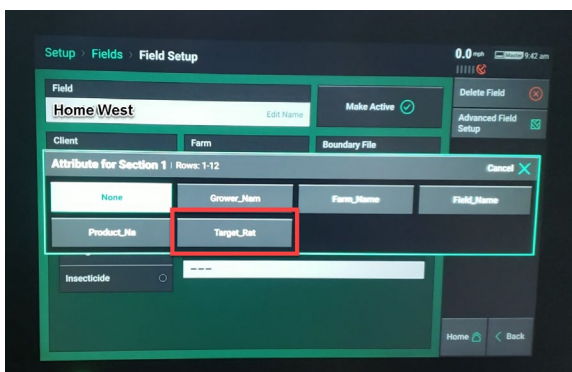 Setup > Fields > Field Setup
0.0 mph
9:42 am
Field
Home West
Edit Name
Make Active
Delete Field
Advanced Field
Setup
Client
Farm
Boundary File
Attribute for Section 1 | Rows: 1-12
Cancel
None
Grower_Nam
Farm_Name
Field_Name
Product_Na
Target_Rat
Insecticide
---
Home
< Back